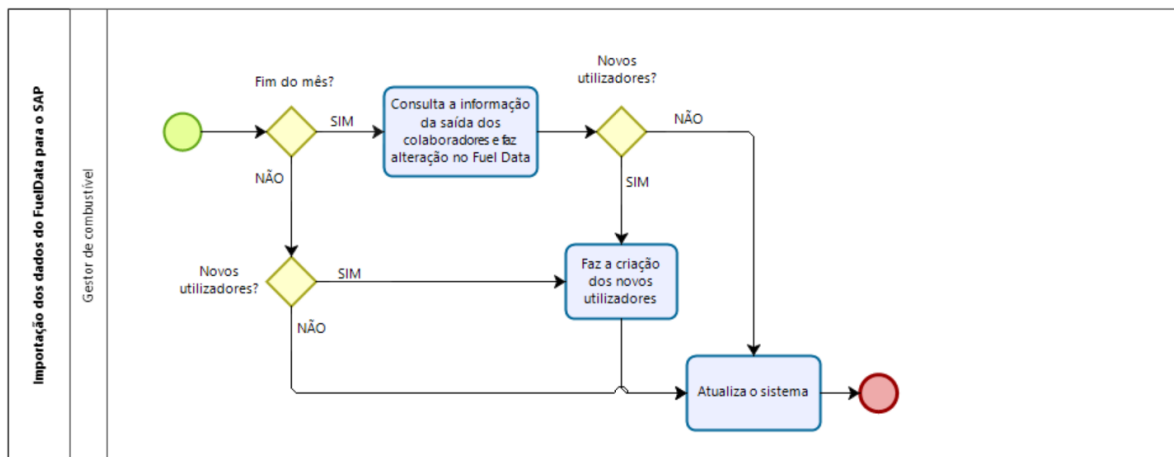 Importação dos dados do FuelData para o SAP
Gestor de combustível
Fim do mês?
SIM
NÃO
Consulta a informação
da saída dos
colaboradores e faz
alteração no Fuel Data
Novos
utilizadores?
NÃO
SIM
Novos
utilizadores?
SIM
NÃO
Faz a criação
dos novos
utilizadores
Atualiza o sistema